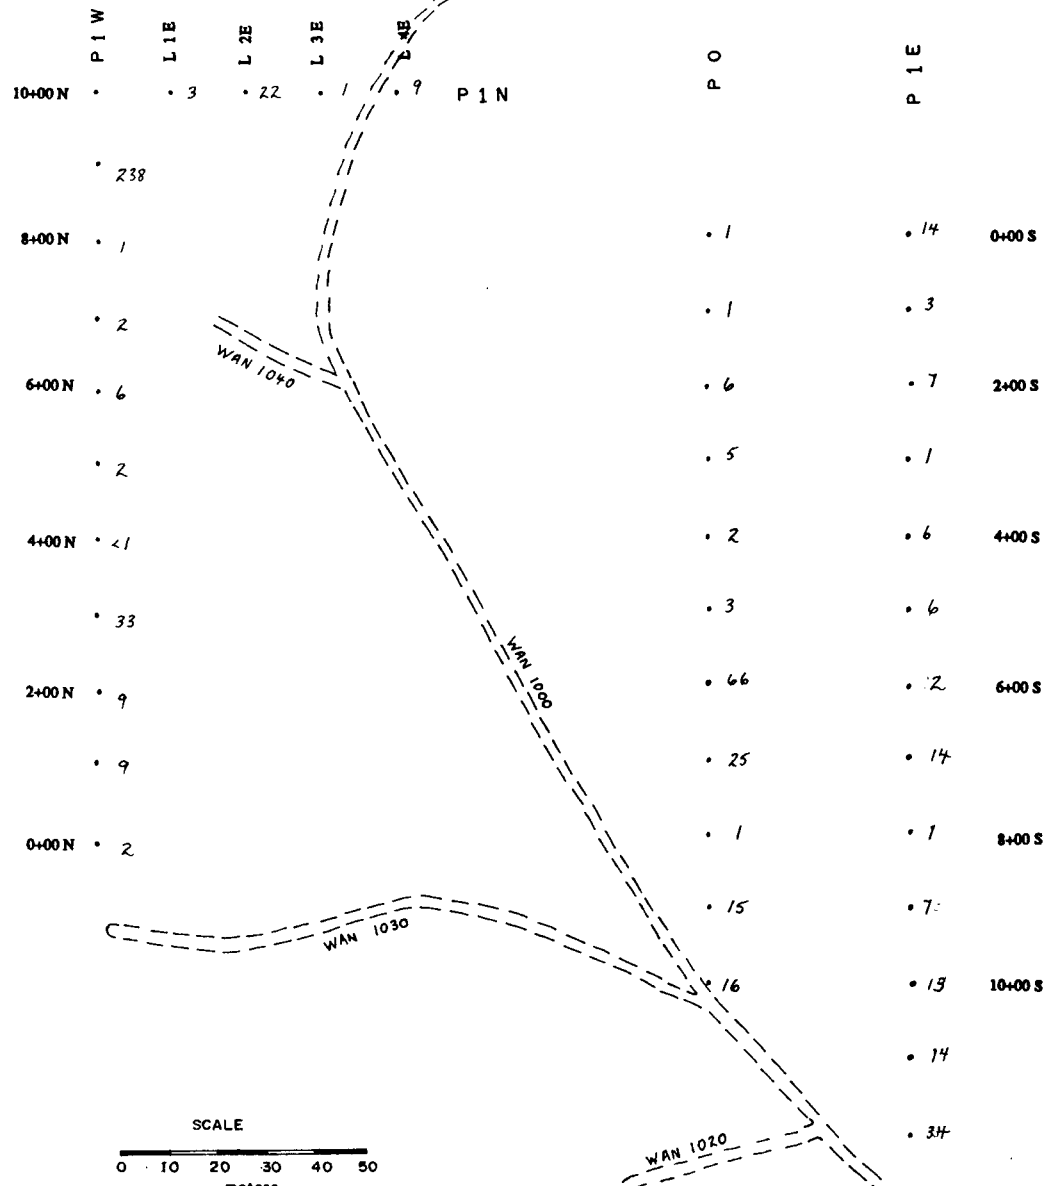 P 1 W
L 1 E
L 2E
L 3 E
L 4E
P O
P 1 E
10+00 N 3 22 1 9 P 1 N
238
8+00 N 1 1 14 0+00 S
2 1 3
WAN 1040
6+00 N 6 6 7 2+00 S
2 5 1
4+00 N <1 2 6 4+00 S
33 3 6
WAN 1000
2+00 N 9 66 2 6+00 S
9 25 14
0+00 N 2 1 1 8+00 S
15 7
WAN 1030
16 10+00 S
14
SCALE
34
WAN 1020
0 10 20 30 40 50